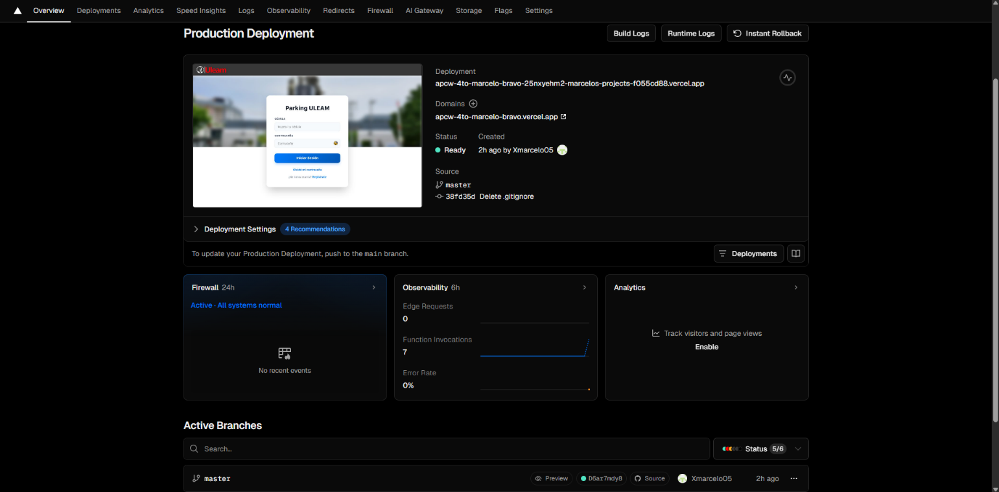 Overview Deployments Analytics Speed Insights Logs Observability Redirects Firewall AI Gateway Storage Flags Settings
Production Deployment
Build Logs Runtime Logs Instant Rollback
Uleam
Parking ULEAM
CÉDULA
Ingrese tu cédula
CONTRASEÑA
Contraseña
Iniciar Sesión
Olvidé mi contraseña
¿No tienes cuenta? Regístrate
Deployment
apcw-4to-marcelo-bravo-25nxyehm2-marcelos-projects-f055cd88.vercel.app
Domains
apcw-4to-marcelo-bravo.vercel.app
Status Created
Ready 2h ago by Xmarcelo05
Source
master
38fd35d Delete .gitignore
Deployment Settings 4 Recommendations
To update your Production Deployment, push to the main branch.
Deployments
Firewall 24h
Active · All systems normal
No recent events
Observability 6h
Edge Requests
0
Function Invocations
7
Error Rate
0%
Analytics
Track visitors and page views
Enable
Active Branches
Search...
Status 5/6
master Preview D6ar7mdy8 Source Xmarcelo05 2h ago